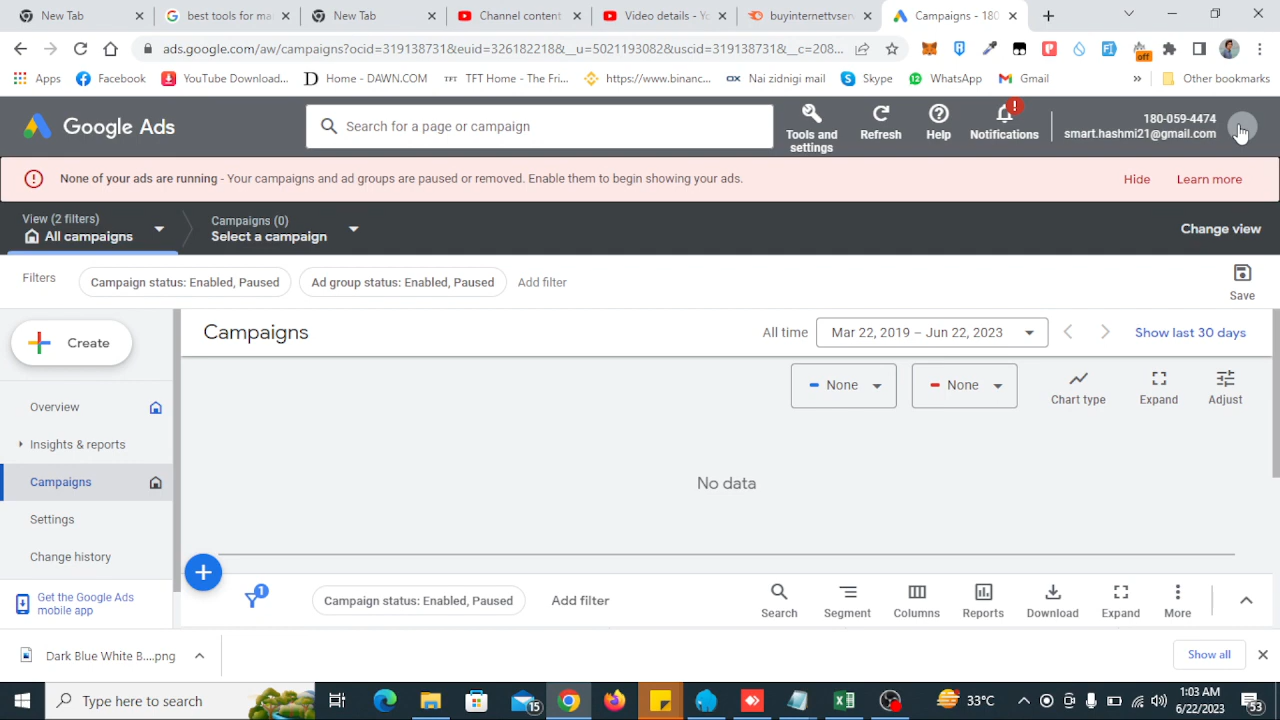 New Tab
best tools for ma
New Tab
Channel content
Video details - Yo
buyinternettvserv
Campaigns - 180
ads.google.com/aw/campaigns?ocid=319138731&euid=326182218&__u=5021193082&uscid=319138731&__c=208...
off
Apps
Facebook
YouTube Download...
Home - DAWN.COM
TFT Home - The Fri...
https://www.binanc...
Nai zidnigi mail
Skype
WhatsApp
Gmail
»
Other bookmarks
Google Ads
Search for a page or campaign
Tools and
settings
Refresh
Help
Notifications
180-059-4474
smart.hashmi21@gmail.com
None of your ads are running - Your campaigns and ad groups are paused or removed. Enable them to begin showing your ads.
Hide
Learn more
View (2 filters)
All campaigns
Campaigns (0)
Select a campaign
Change view
Filters
Campaign status: Enabled, Paused
Ad group status: Enabled, Paused
Add filter
Save
Create
Campaigns
All time
Mar 22, 2019 – Jun 22, 2023
Show last 30 days
None
None
Chart type
Expand
Adjust
Overview
Insights & reports
Campaigns
Settings
Change history
No data
Get the Google Ads
mobile app
1
Campaign status: Enabled, Paused
Add filter
Search
Segment
Columns
Reports
Download
Expand
More
Dark Blue White B....png
Show all
Type here to search
15
33°C
1:03 AM
6/22/2023
53